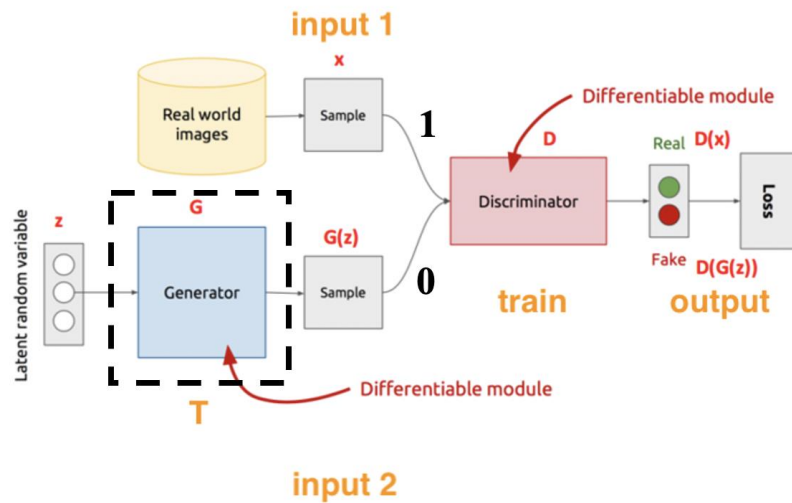 input 1
x
Real world
images
Sample
1
Differentiable module
D
Discriminator
Real
D(x)
Loss
Fake
D(G(z))
train
output
Latent random variable
z
G
Generator
G(z)
Sample
0
Differentiable module
T
input 2